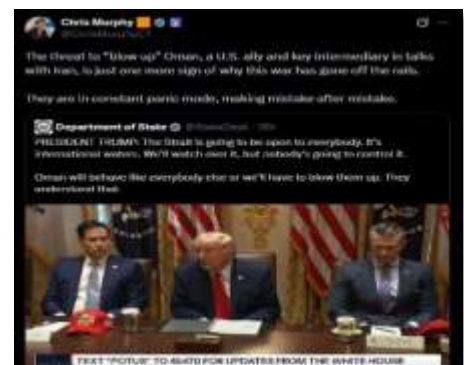 Chris Murphy
@ChrisMurphyCT
The threat to "blow up" Oman, a U.S. ally and key intermediary in talks
with Iran, is just one more sign of why this war has gone off the rails.
They are in constant panic mode, making mistake after mistake.
Department of State @StateDept
PRESIDENT TRUMP: The Strait is going to be open to everybody. It's
international waters. We'll watch over it, but nobody's going to control it.
Oman will behave like everybody else or we'll have to blow them up. They
understand that.
TEXT "POTUS" TO 45470 FOR UPDATES FROM THE WHITE HOUSE